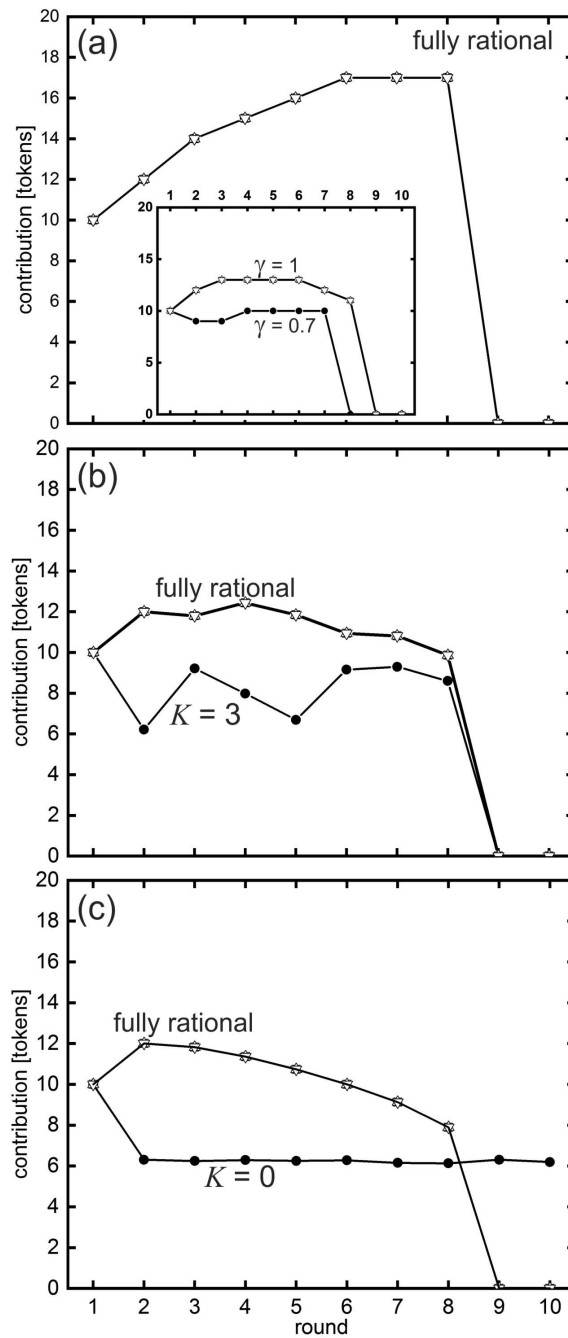 (a)
fully rational
20
18
16
14
12
10
8
6
4
2
0
contribution [tokens]
1 2 3 4 5 6 7 8 9 10
20
15
10
5
0
γ = 1
γ = 0.7
(b)
20
18
16
14
12
10
8
6
4
2
0
contribution [tokens]
fully rational
K = 3
(c)
20
18
16
14
12
10
8
6
4
2
0
contribution [tokens]
fully rational
K = 0
1 2 3 4 5 6 7 8 9 10
round